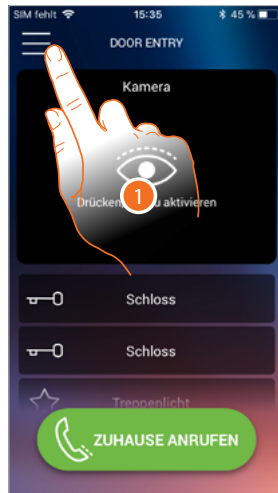 SIM fehlt 15:35 45 %
DOOR ENTRY
Kamera
Drücken, zu aktivieren
1
Schloss
Schloss
Treppenlicht
ZUHAUSE ANRUFEN